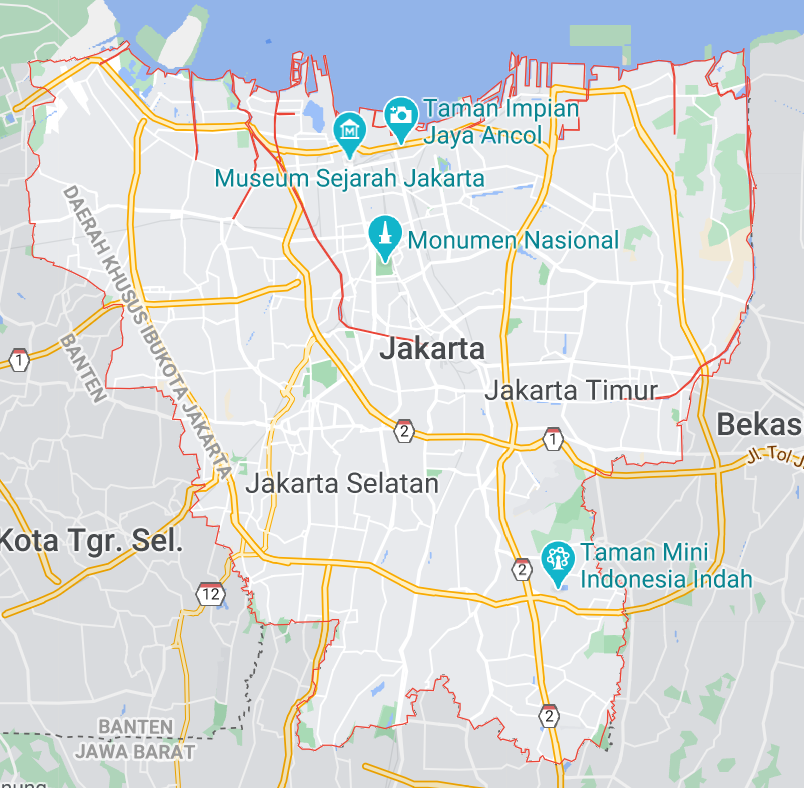 Taman Impian
Jaya Ancol
Museum Sejarah Jakarta
Monumen Nasional
DAERAH KHUSUS IBUKOTA JAKARTA
BANTEN
1
Jakarta
Jakarta Timur
2
1
Bekas
Jl. Tol J
Jakarta Selatan
Kota Tgr. Sel.
Taman Mini
Indonesia Indah
2
12
2
BANTEN
JAWA BARAT
nung